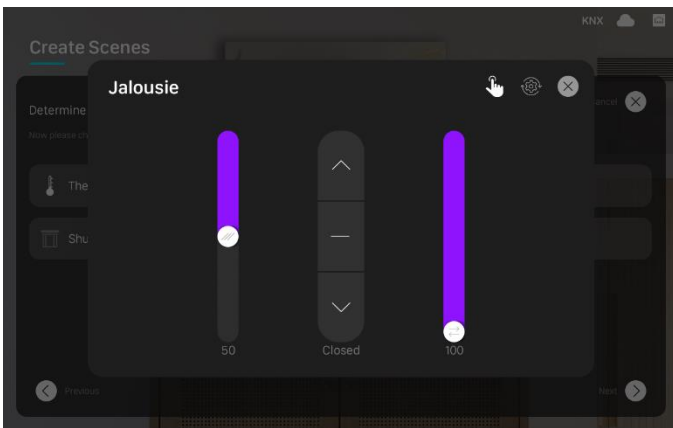 KNX
Create Scenes
Jalousie
Determine
Cancel
Now please ch
The
Shu
50
Closed
100
Previous
Next